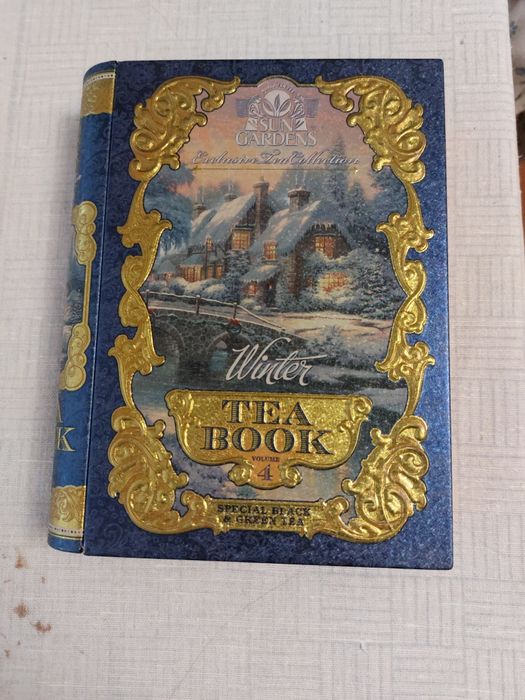 SUN
GARDENS
Exclusive Tea Collection
Winter
TEA
BOOK
VOLUME
4
SPECIAL BLACK
& GREEN TEA